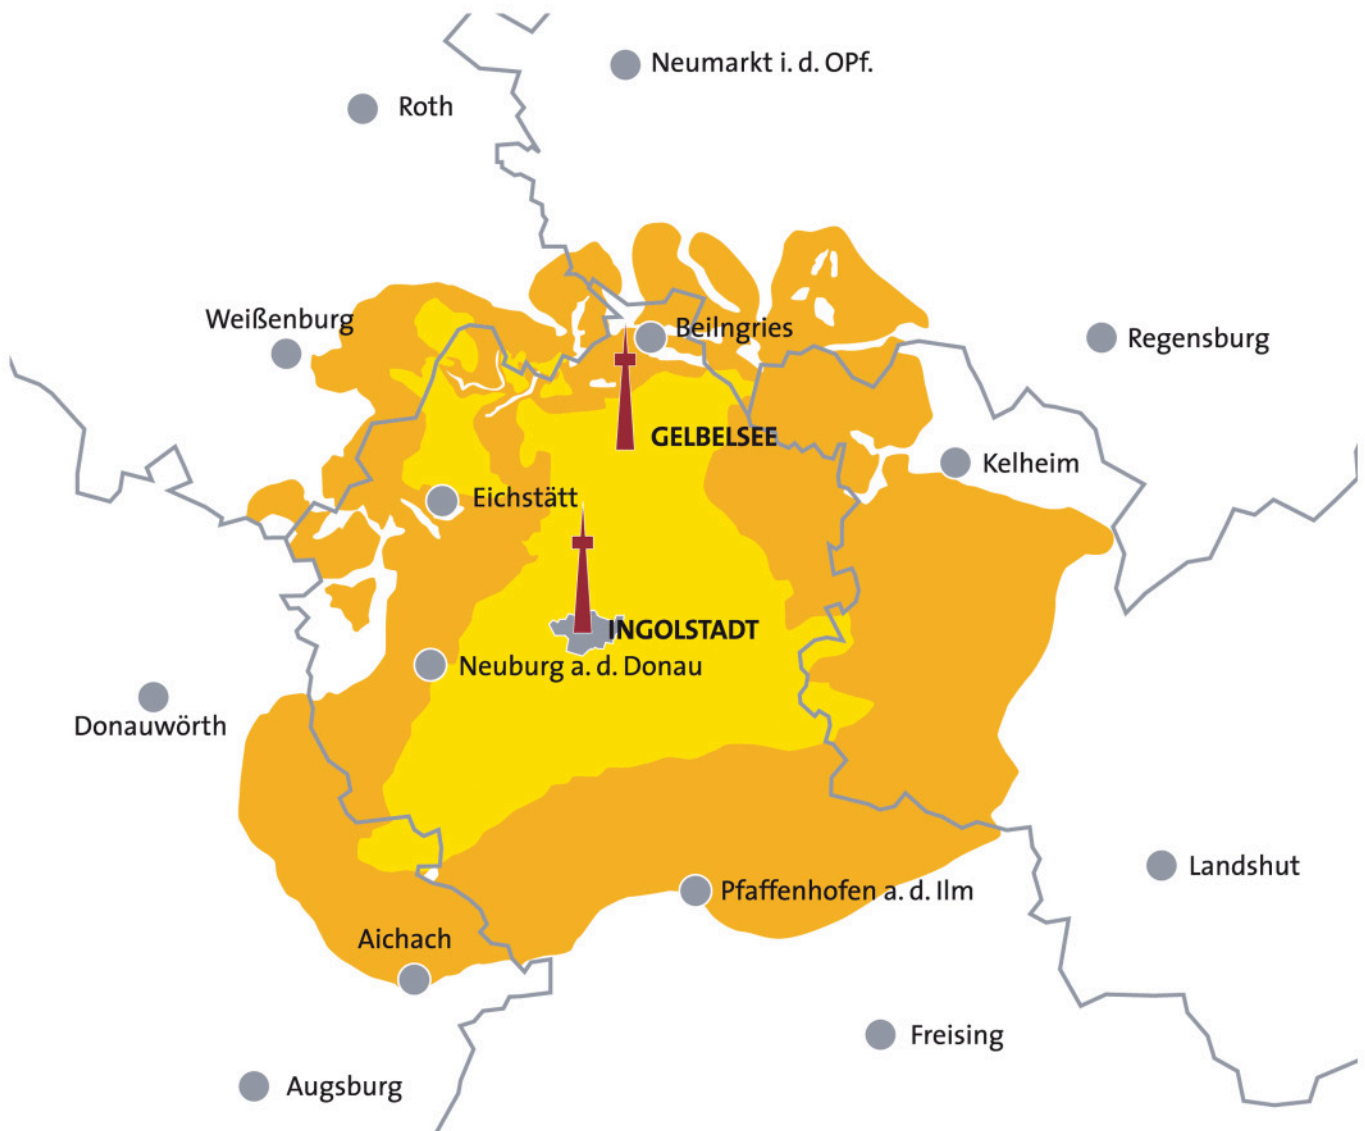 Neumarkt i. d. OPf.
Roth
Weißenburg
Beilngries
Regensburg
GELBELSEE
Kelheim
Eichstätt
INGOLSTADT
Neuburg a. d. Donau
Donauwörth
Landshut
Pfaffenhofen a. d. Ilm
Aichach
Freising
Augsburg